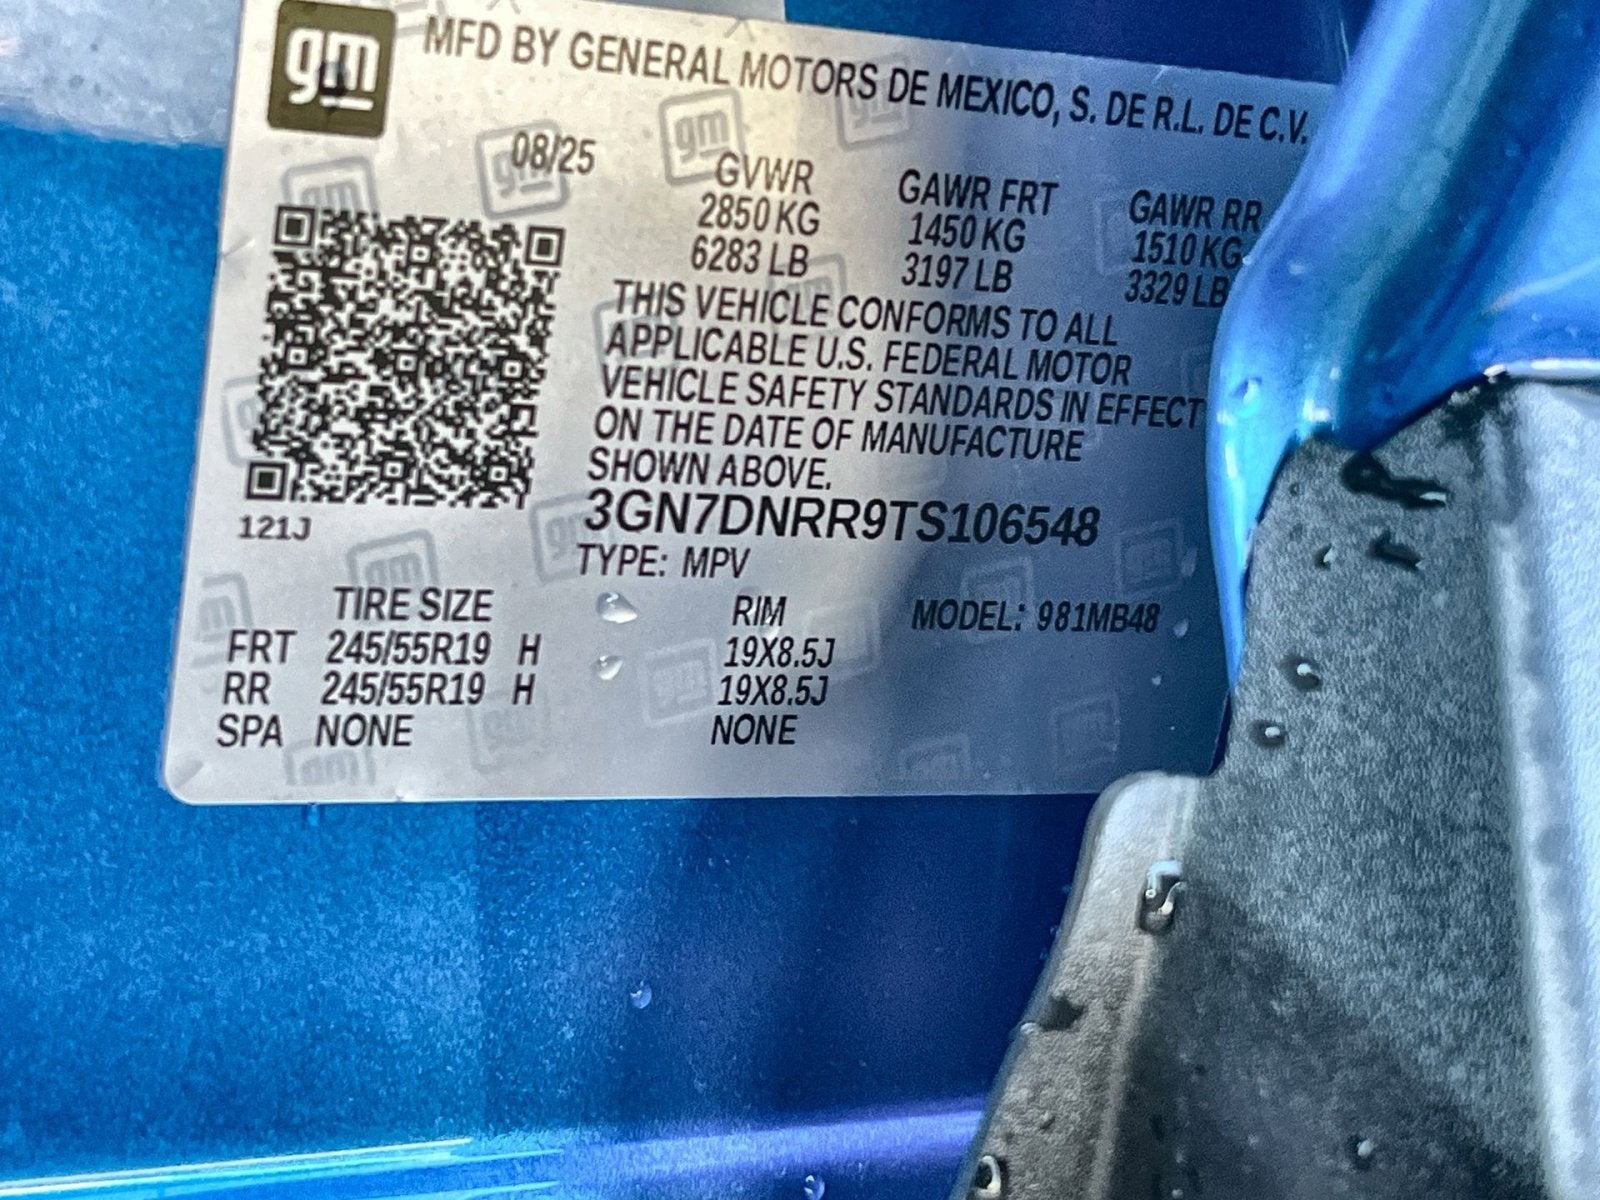 gm MFD BY GENERAL MOTORS DE MEXICO, S. DE R.L. DE C.V.
08/25
GVWR GAWR FRT GAWR RR
2850 KG 1450 KG 1510 KG
6283 LB 3197 LB 3329 LB
THIS VEHICLE CONFORMS TO ALL
APPLICABLE U.S. FEDERAL MOTOR
VEHICLE SAFETY STANDARDS IN EFFECT
ON THE DATE OF MANUFACTURE
SHOWN ABOVE.
3GN7DNRR9TS106548
121J
TYPE: MPV
TIRE SIZE RIM MODEL: 981MB48
FRT 245/55R19 H 19X8.5J
RR 245/55R19 H 19X8.5J
SPA NONE NONE